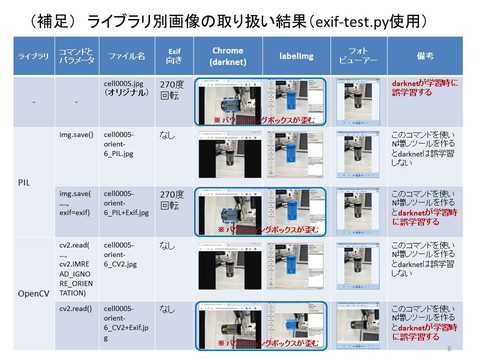 （補足） ライブラリ別画像の取り扱い結果（exif-test.py使用）
ライブラリ
コマンドと
パラメータ
ファイル名
Exif
向き
Chrome
(darknet)
labelImg
フォト
ビューアー
備考
-
-
cell0005.jpg
（オリジナル）
270度
回転
※バウンディングボックスが歪む
darknetが学習時に
誤学習する
PIL
img.save()
cell0005-
orient-
6_PIL.jpg
なし
このコマンドを使い
N増しツールを作る
とdarknetは誤学習
しない
img.save(
...,
exif=exif)
cell0005-
orient-
6_PIL+Exif.jpg
270度
回転
※バウンディングボックスが歪む
このコマンドを使い
N増しツールを作る
とdarknetが学習時
に誤学習する
OpenCV
cv2.read(
...,
cv2.IMRE
AD_IGNO
RE_ORIEN
TATION)
cell0005-
orient-
6_CV2.jpg
なし
このコマンドを使い
N増しツールを作る
とdarknetは誤学習
しない
cv2.read()
cell0005-
orient-
6_CV2+Exif.jp
g
なし
※バウンディングボックスが歪む
このコマンドを使い
N増しツールを作る
とdarknetが学習時
に誤学習する
6